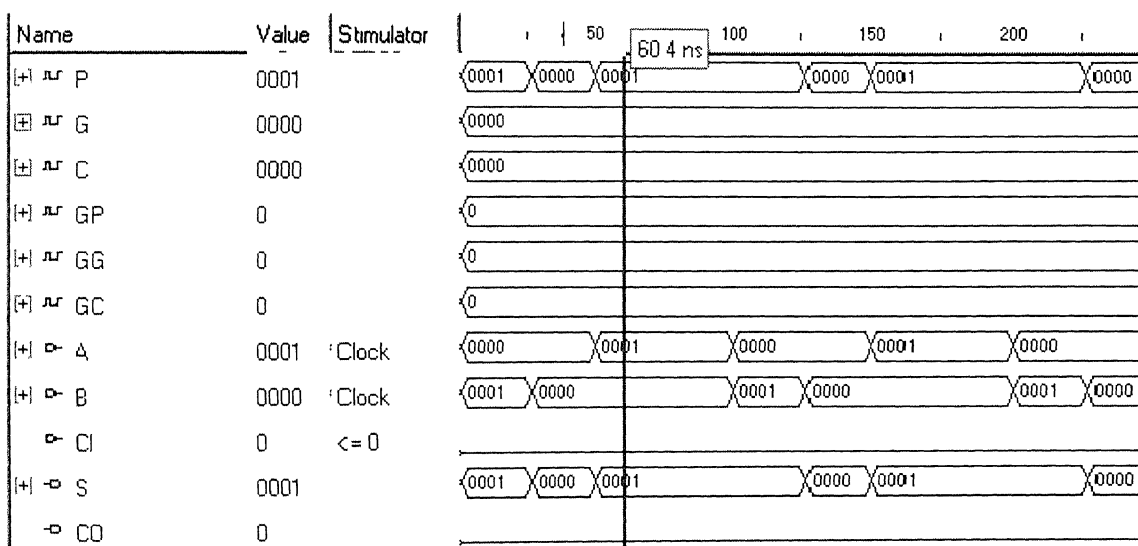 Name Value Stimulator 50 100 150 200
60.4 ns
P 0001 0001 0000 0001 0000 0001 0000
G 0000 0000
C 0000 0000
GP 0 0
GG 0 0
GC 0 0
A 0001 Clock 0000 0001 0000 0001 0000
B 0000 Clock 0001 0000 0001 0000 0001 0000
CI 0 <= 0
S 0001 0001 0000 0001 0000 0001 0000
CO 0